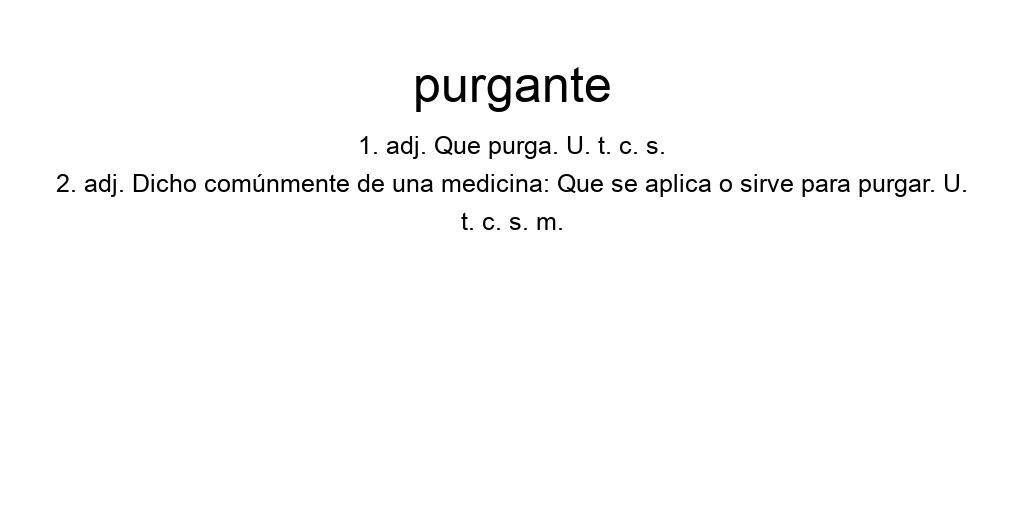 purgante
1. adj. Que purga. U. t. c. s.
2. adj. Dicho comúnmente de una medicina: Que se aplica o sirve para purgar. U.
t. c. s. m.